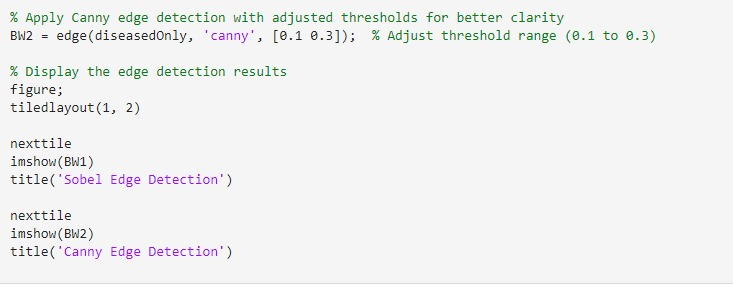 % Apply Canny edge detection with adjusted thresholds for better clarity
BW2 = edge(diseasedOnly, 'canny', [0.1 0.3]);  % Adjust threshold range (0.1 to 0.3)
% Display the edge detection results
figure;
tiledlayout(1, 2)
nexttile
imshow(BW1)
title('Sobel Edge Detection')
nexttile
imshow(BW2)
title('Canny Edge Detection')